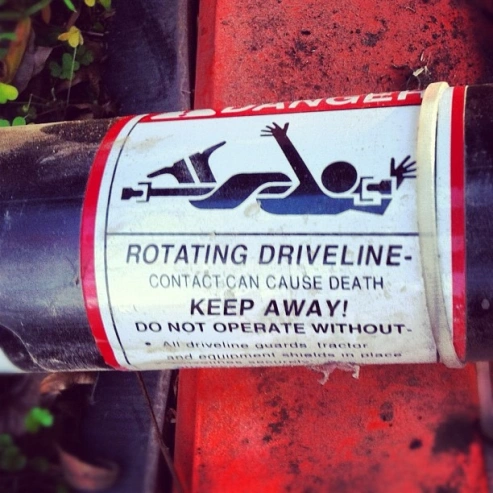 DANGER
ROTATING DRIVELINE-
CONTACT CAN CAUSE DEATH
KEEP AWAY!
DO NOT OPERATE WITHOUT-
• All driveline guards, tractor
and equipment shields in place